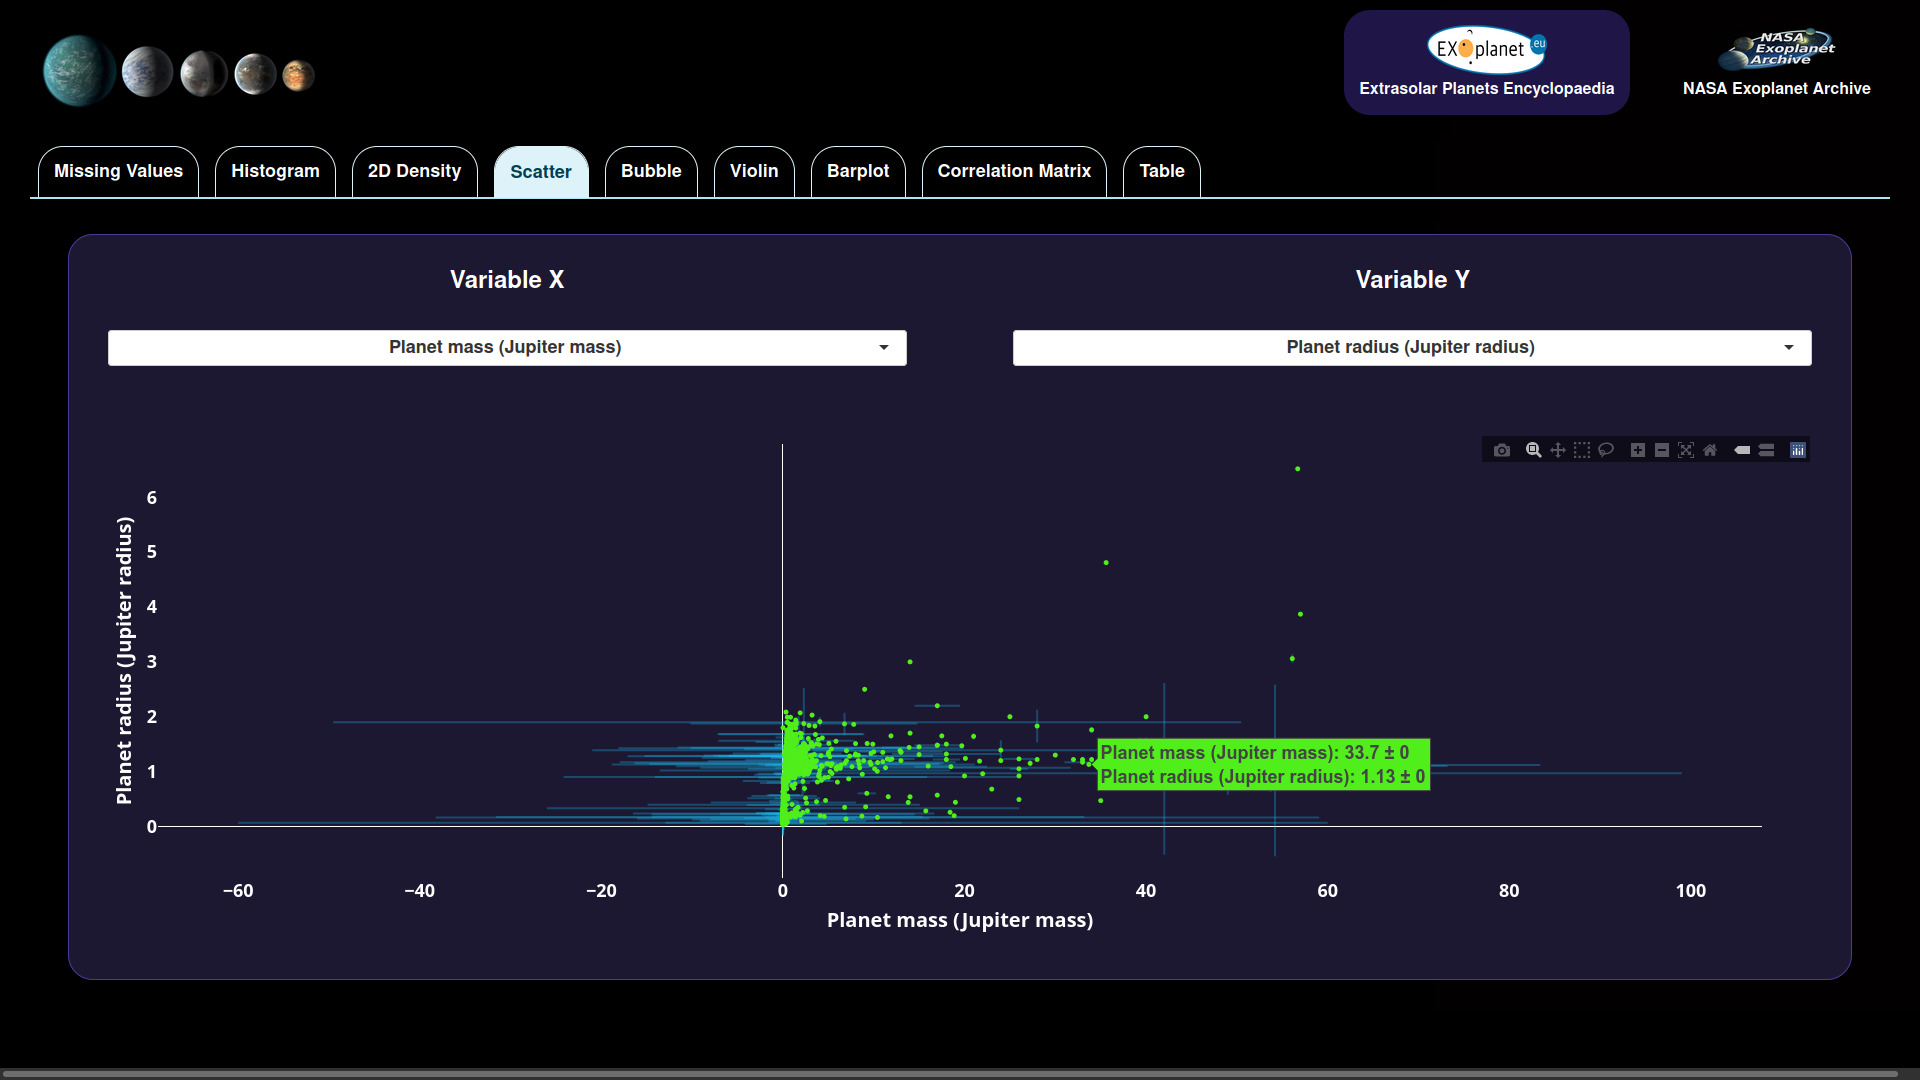 EXoplanet .eu
Extrasolar Planets Encyclopaedia
NASA
Exoplanet
Archive
NASA Exoplanet Archive
Missing Values
Histogram
2D Density
Scatter
Bubble
Violin
Barplot
Correlation Matrix
Table
Variable X
Variable Y
Planet mass (Jupiter mass)
Planet radius (Jupiter radius)
Planet radius (Jupiter radius)
6
5
4
3
2
1
0
Planet mass (Jupiter mass): 33.7 ± 0
Planet radius (Jupiter radius): 1.13 ± 0
−60
−40
−20
0
20
40
60
80
100
Planet mass (Jupiter mass)